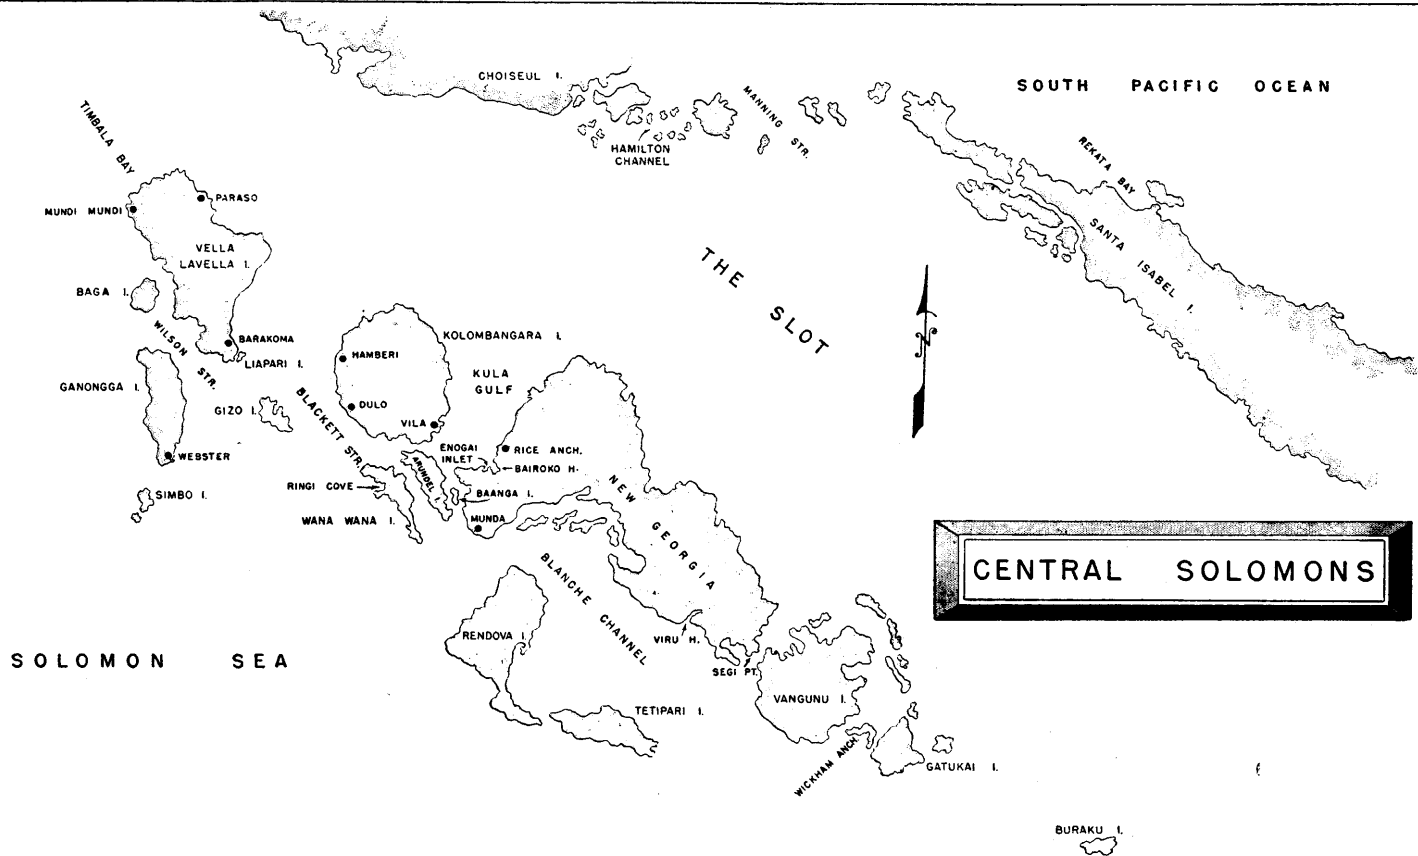 CHOISEUL I.
SOUTH PACIFIC OCEAN
MANNING STR.
TIMBALA BAY
HAMILTON
CHANNEL
REKATA BAY
PARASO
MUNDI MUNDI
SANTA ISABEL I.
VELLA
LAVELLA I.
THE SLOT
BAGA I.
N
WILSON STR.
BARAKOMA
KOLOMBANGARA I.
HAMBERI
LIAPARI I.
KULA
GULF
GANONGGA I.
BLACKETT STR.
GIZO I.
DULO
VILA
ENOGAI
INLET
RICE ANCH.
WEBSTER
BAIROKO H.
ARUNDEL I.
RINGI COVE
SIMBO I.
BAANGA I.
NEW GEORGIA
WANA WANA I.
MUNDA
CENTRAL SOLOMONS
BLANCHE CHANNEL
RENDOVA I.
VIRU H.
SOLOMON SEA
SEGI PT.
VANGUNU I.
TETIPARI I.
WICKHAM ANCH.
GATUKAI I.
BURAKU I.